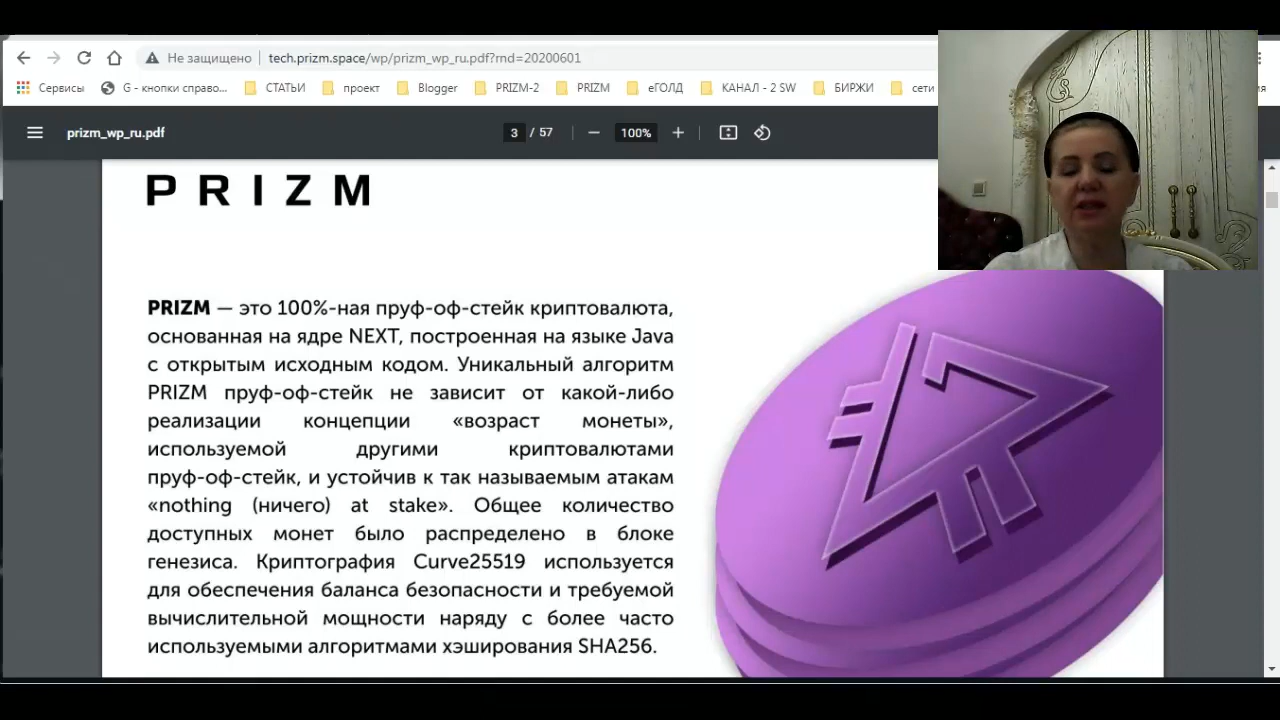 Не защищено
tech.prizm.space/wp/prizm_wp_ru.pdf?rnd=20200601
Сервисы
G - кнопки справо...
СТАТЬИ
проект
Blogger
PRIZM-2
PRIZM
еГОЛД
КАНАЛ - 2 SW
БИРЖИ
сети
prizm_wp_ru.pdf
3 / 57
100%
PRIZM
PRIZM — это 100%-ная пруф-оф-стейк криптовалюта,
основанная на ядре NEXT, построенная на языке Java
с открытым исходным кодом. Уникальный алгоритм
PRIZM пруф-оф-стейк не зависит от какой-либо
реализации концепции «возраст монеты»,
используемой другими криптовалютами
пруф-оф-стейк, и устойчив к так называемым атакам
«nothing (ничего) at stake». Общее количество
доступных монет было распределено в блоке
генезиса. Криптография Curve25519 используется
для обеспечения баланса безопасности и требуемой
вычислительной мощности наряду с более часто
используемыми алгоритмами хэширования SHA256.